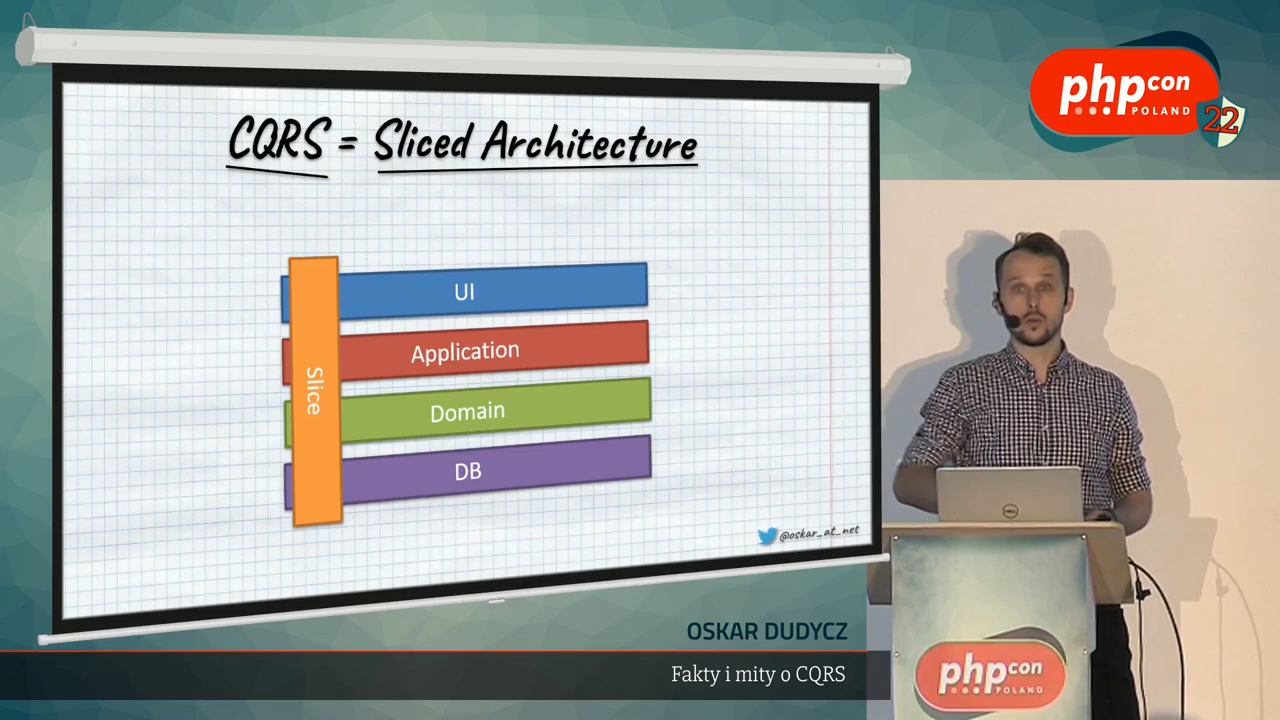 CQRS = Sliced Architecture
UI
Application
Domain
DB
Slice
@oskar_at_net
phpcon
POLAND
22
OSKAR DUDYCZ
Fakty i mity o CQRS
DELL
phpcon
POLAND